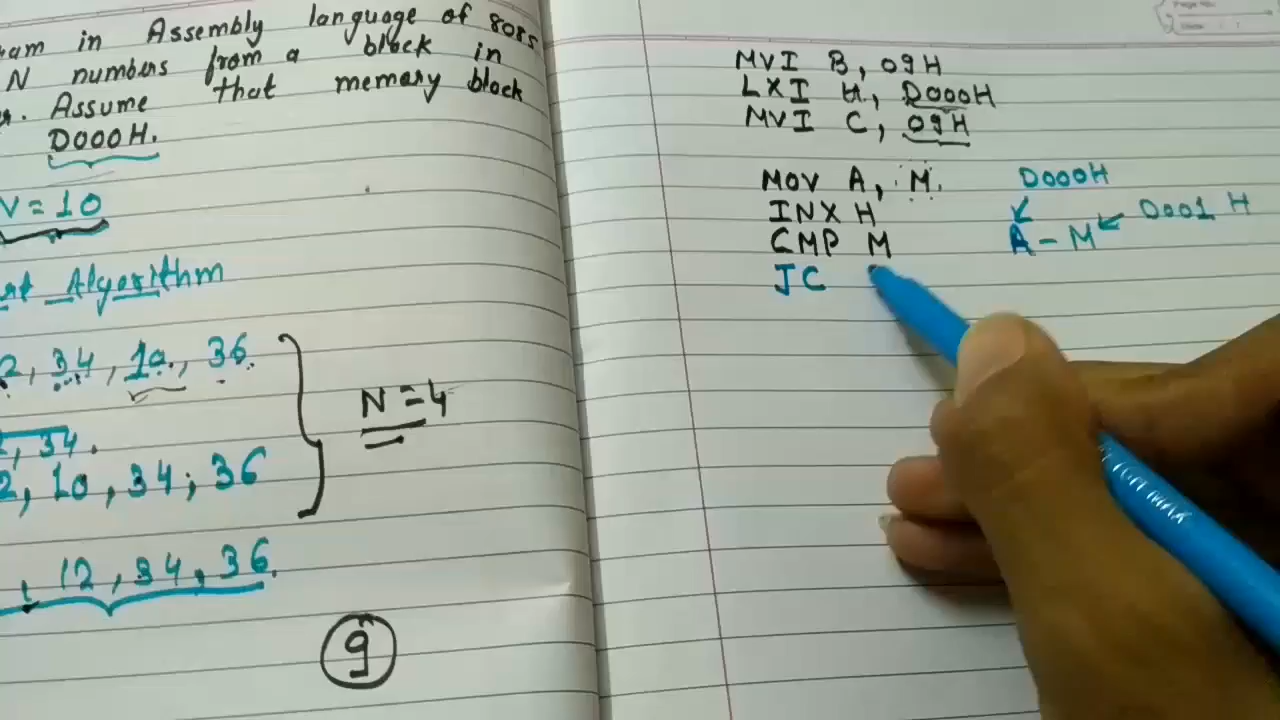 am in Assembly language of 8085
N numbers from a block in
. Assume that memory block
D000H.
N = 10
Algorithm
2, 34, 10, 36
N = 4
2, 34.
2, 10, 34, 36
, 12, 34, 36.
9
MVI B, 09H
LXI H, D000H
MVI C, 09H
MOV A, M. D000H
INX H D001 H
CMP M A - M
JC